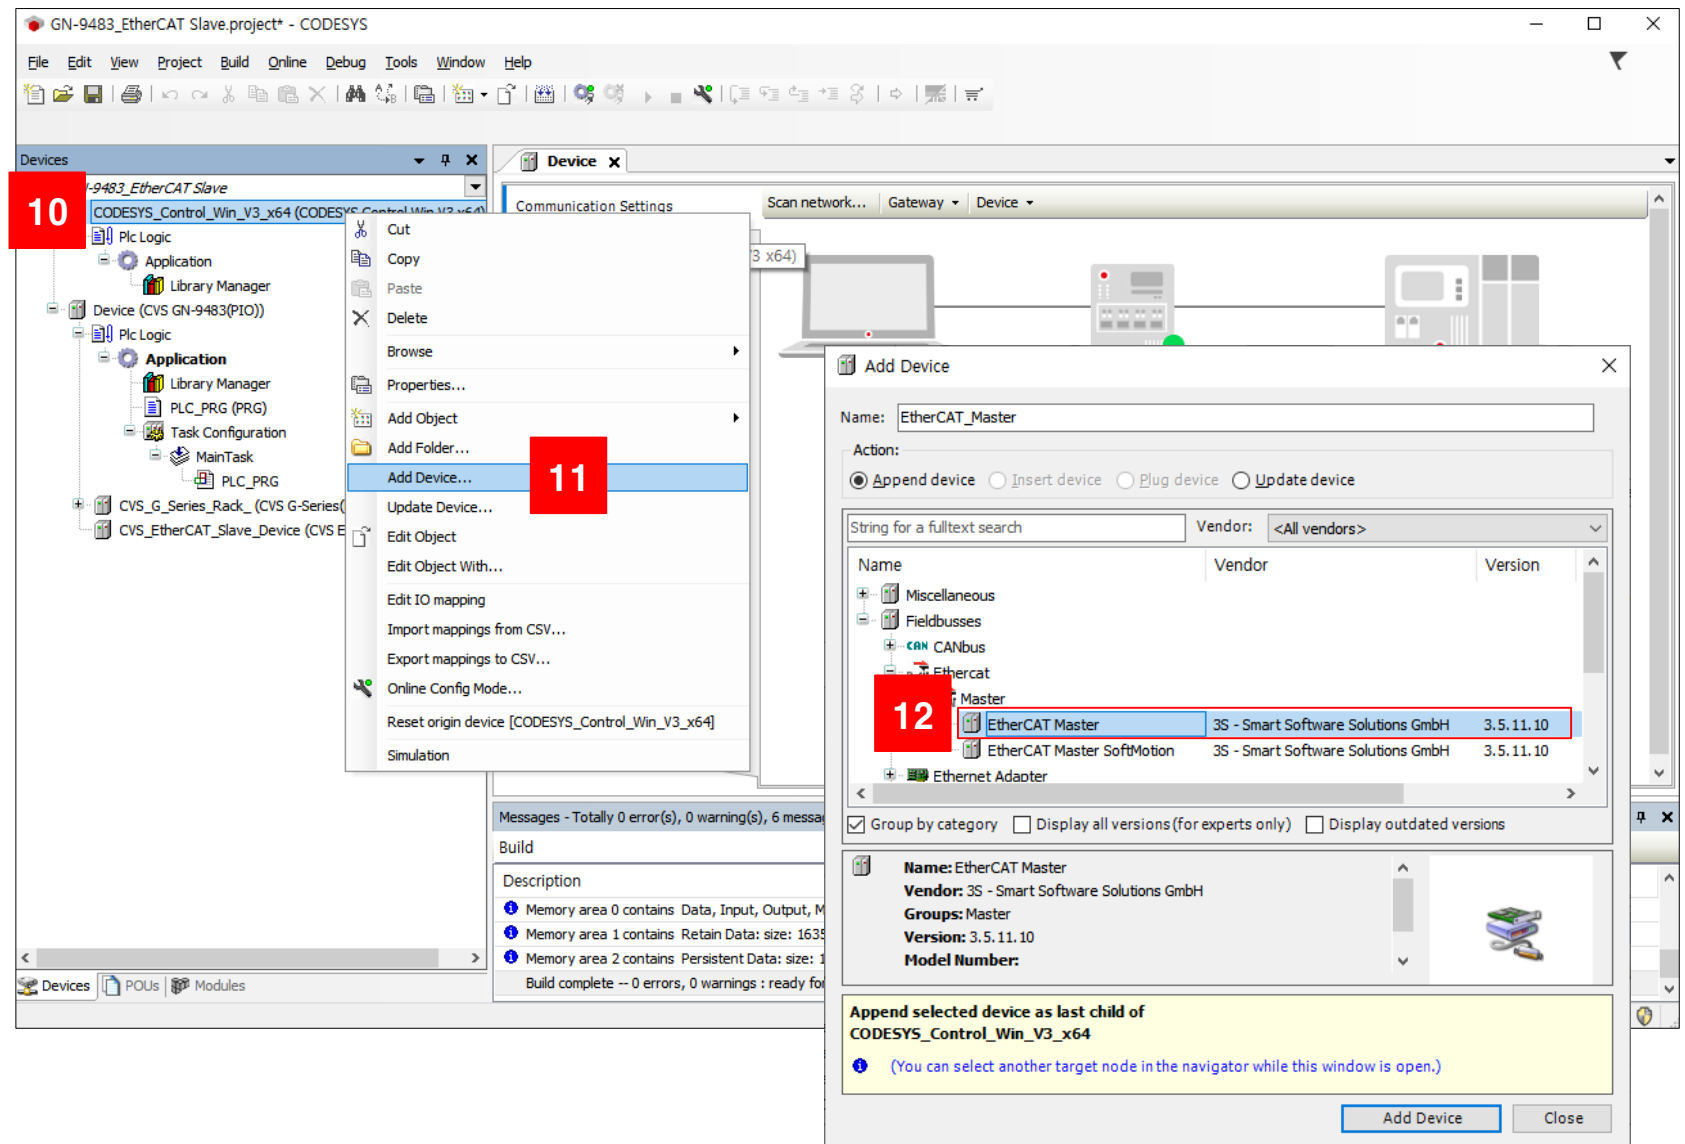 GN-9483_EtherCAT Slave.project* - CODESYS
File Edit View Project Build Online Debug Tools Window Help
Devices
-9483_EtherCAT Slave
10
CODESYS_Control_Win_V3_x64 (CODESYS Control Win V3 x64)
Plc Logic
Application
Library Manager
Device (CVS GN-9483(PIO))
Plc Logic
Application
Library Manager
PLC_PRG (PRG)
Task Configuration
MainTask
PLC_PRG
CVS_G_Series_Rack_ (CVS G-Series(
CVS_EtherCAT_Slave_Device (CVS E
Devices POUs Modules
Cut
Copy
Paste
Delete
Browse
Properties...
Add Object
Add Folder...
Add Device...
11
Update Device...
Edit Object
Edit Object With...
Edit IO mapping
Import mappings from CSV...
Export mappings to CSV...
Online Config Mode...
Reset origin device [CODESYS_Control_Win_V3_x64]
Simulation
Device
Communication Settings
Scan network... Gateway Device
3 x64)
Messages - Totally 0 error(s), 0 warning(s), 6 messa
Build
Description
Memory area 0 contains Data, Input, Output, M
Memory area 1 contains Retain Data: size: 1635
Memory area 2 contains Persistent Data: size: 1
Build complete -- 0 errors, 0 warnings : ready fo
Add Device
Name: EtherCAT_Master
Action:
Append device Insert device Plug device Update device
String for a fulltext search Vendor: <All vendors>
Name Vendor Version
Miscellaneous
Fieldbusses
CAN CANbus
Ethercat
Master
12
EtherCAT Master 3S - Smart Software Solutions GmbH 3.5.11.10
EtherCAT Master SoftMotion 3S - Smart Software Solutions GmbH 3.5.11.10
Ethernet Adapter
Group by category Display all versions (for experts only) Display outdated versions
Name: EtherCAT Master
Vendor: 3S - Smart Software Solutions GmbH
Groups: Master
Version: 3.5.11.10
Model Number:
Append selected device as last child of
CODESYS_Control_Win_V3_x64
(You can select another target node in the navigator while this window is open.)
Add Device Close